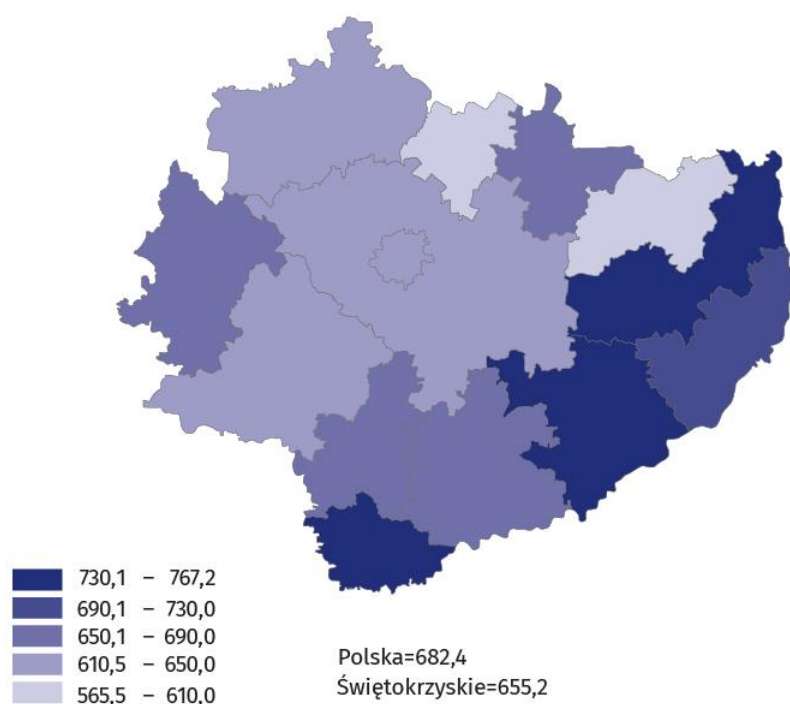 730,1 – 767,2
690,1 – 730,0
650,1 – 690,0
610,5 – 650,0
565,5 – 610,0
Polska=682,4
Świętokrzyskie=655,2